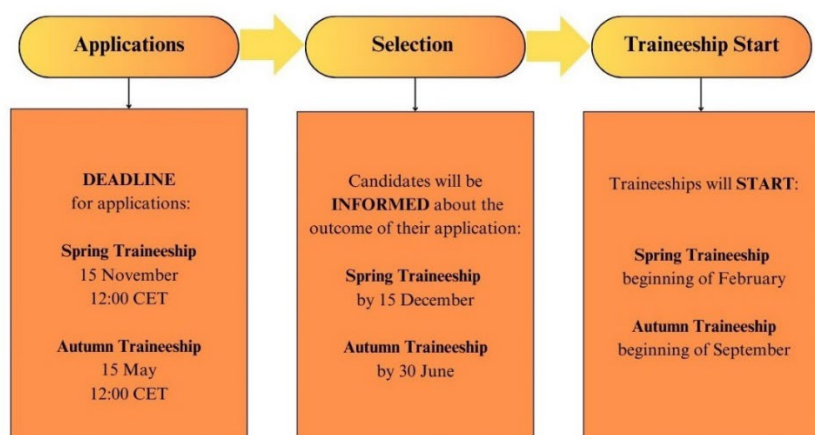 Applications
Selection
Traineeship Start
DEADLINE
for applications:
Spring Traineeship
15 November
12:00 CET
Autumn Traineeship
15 May
12:00 CET
Candidates will be
INFORMED about the
outcome of their application:
Spring Traineeship
by 15 December
Autumn Traineeship
by 30 June
Traineeships will START:
Spring Traineeship
beginning of February
Autumn Traineeship
beginning of September